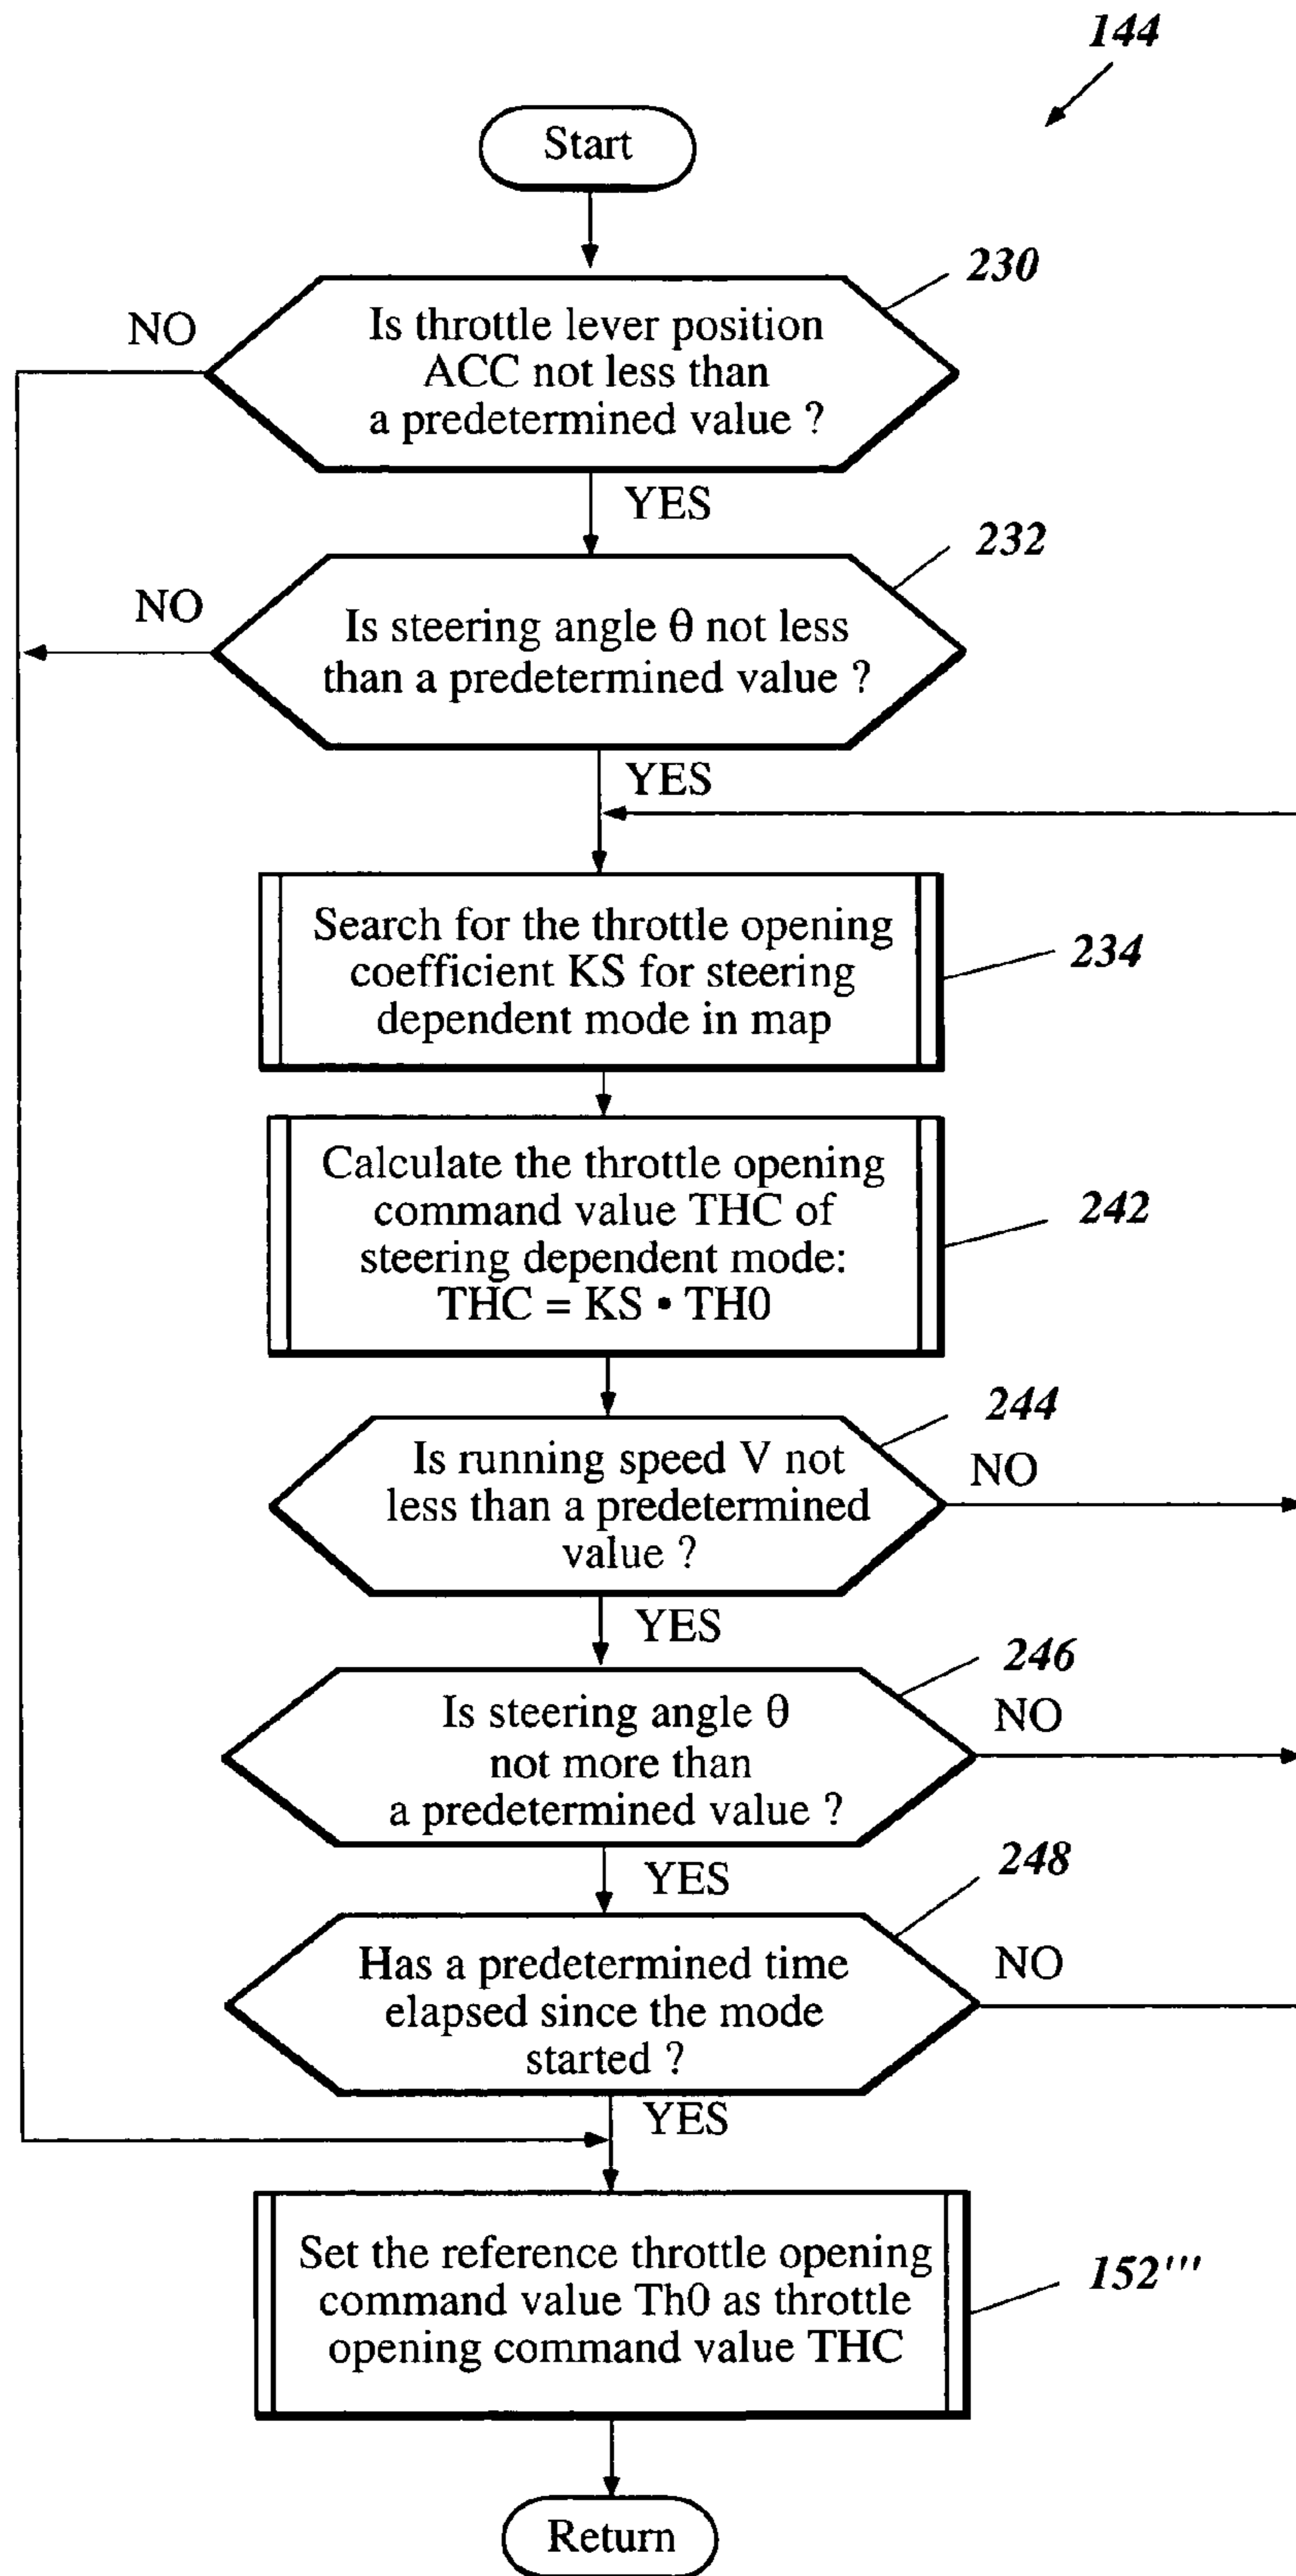 144
Start
230
NO
Is throttle lever position
ACC not less than
a predetermined value ?
YES
232
NO
Is steering angle θ not less
than a predetermined value ?
YES
Search for the throttle opening
coefficient KS for steering
dependent mode in map
234
Calculate the throttle opening
command value THC of
steering dependent mode:
THC = KS • TH0
242
244
Is running speed V not
less than a predetermined
value ?
NO
YES
246
Is steering angle θ
not more than
a predetermined value ?
NO
YES
248
Has a predetermined time
elapsed since the mode
started ?
NO
YES
Set the reference throttle opening
command value Th0 as throttle
opening command value THC
152'''
Return